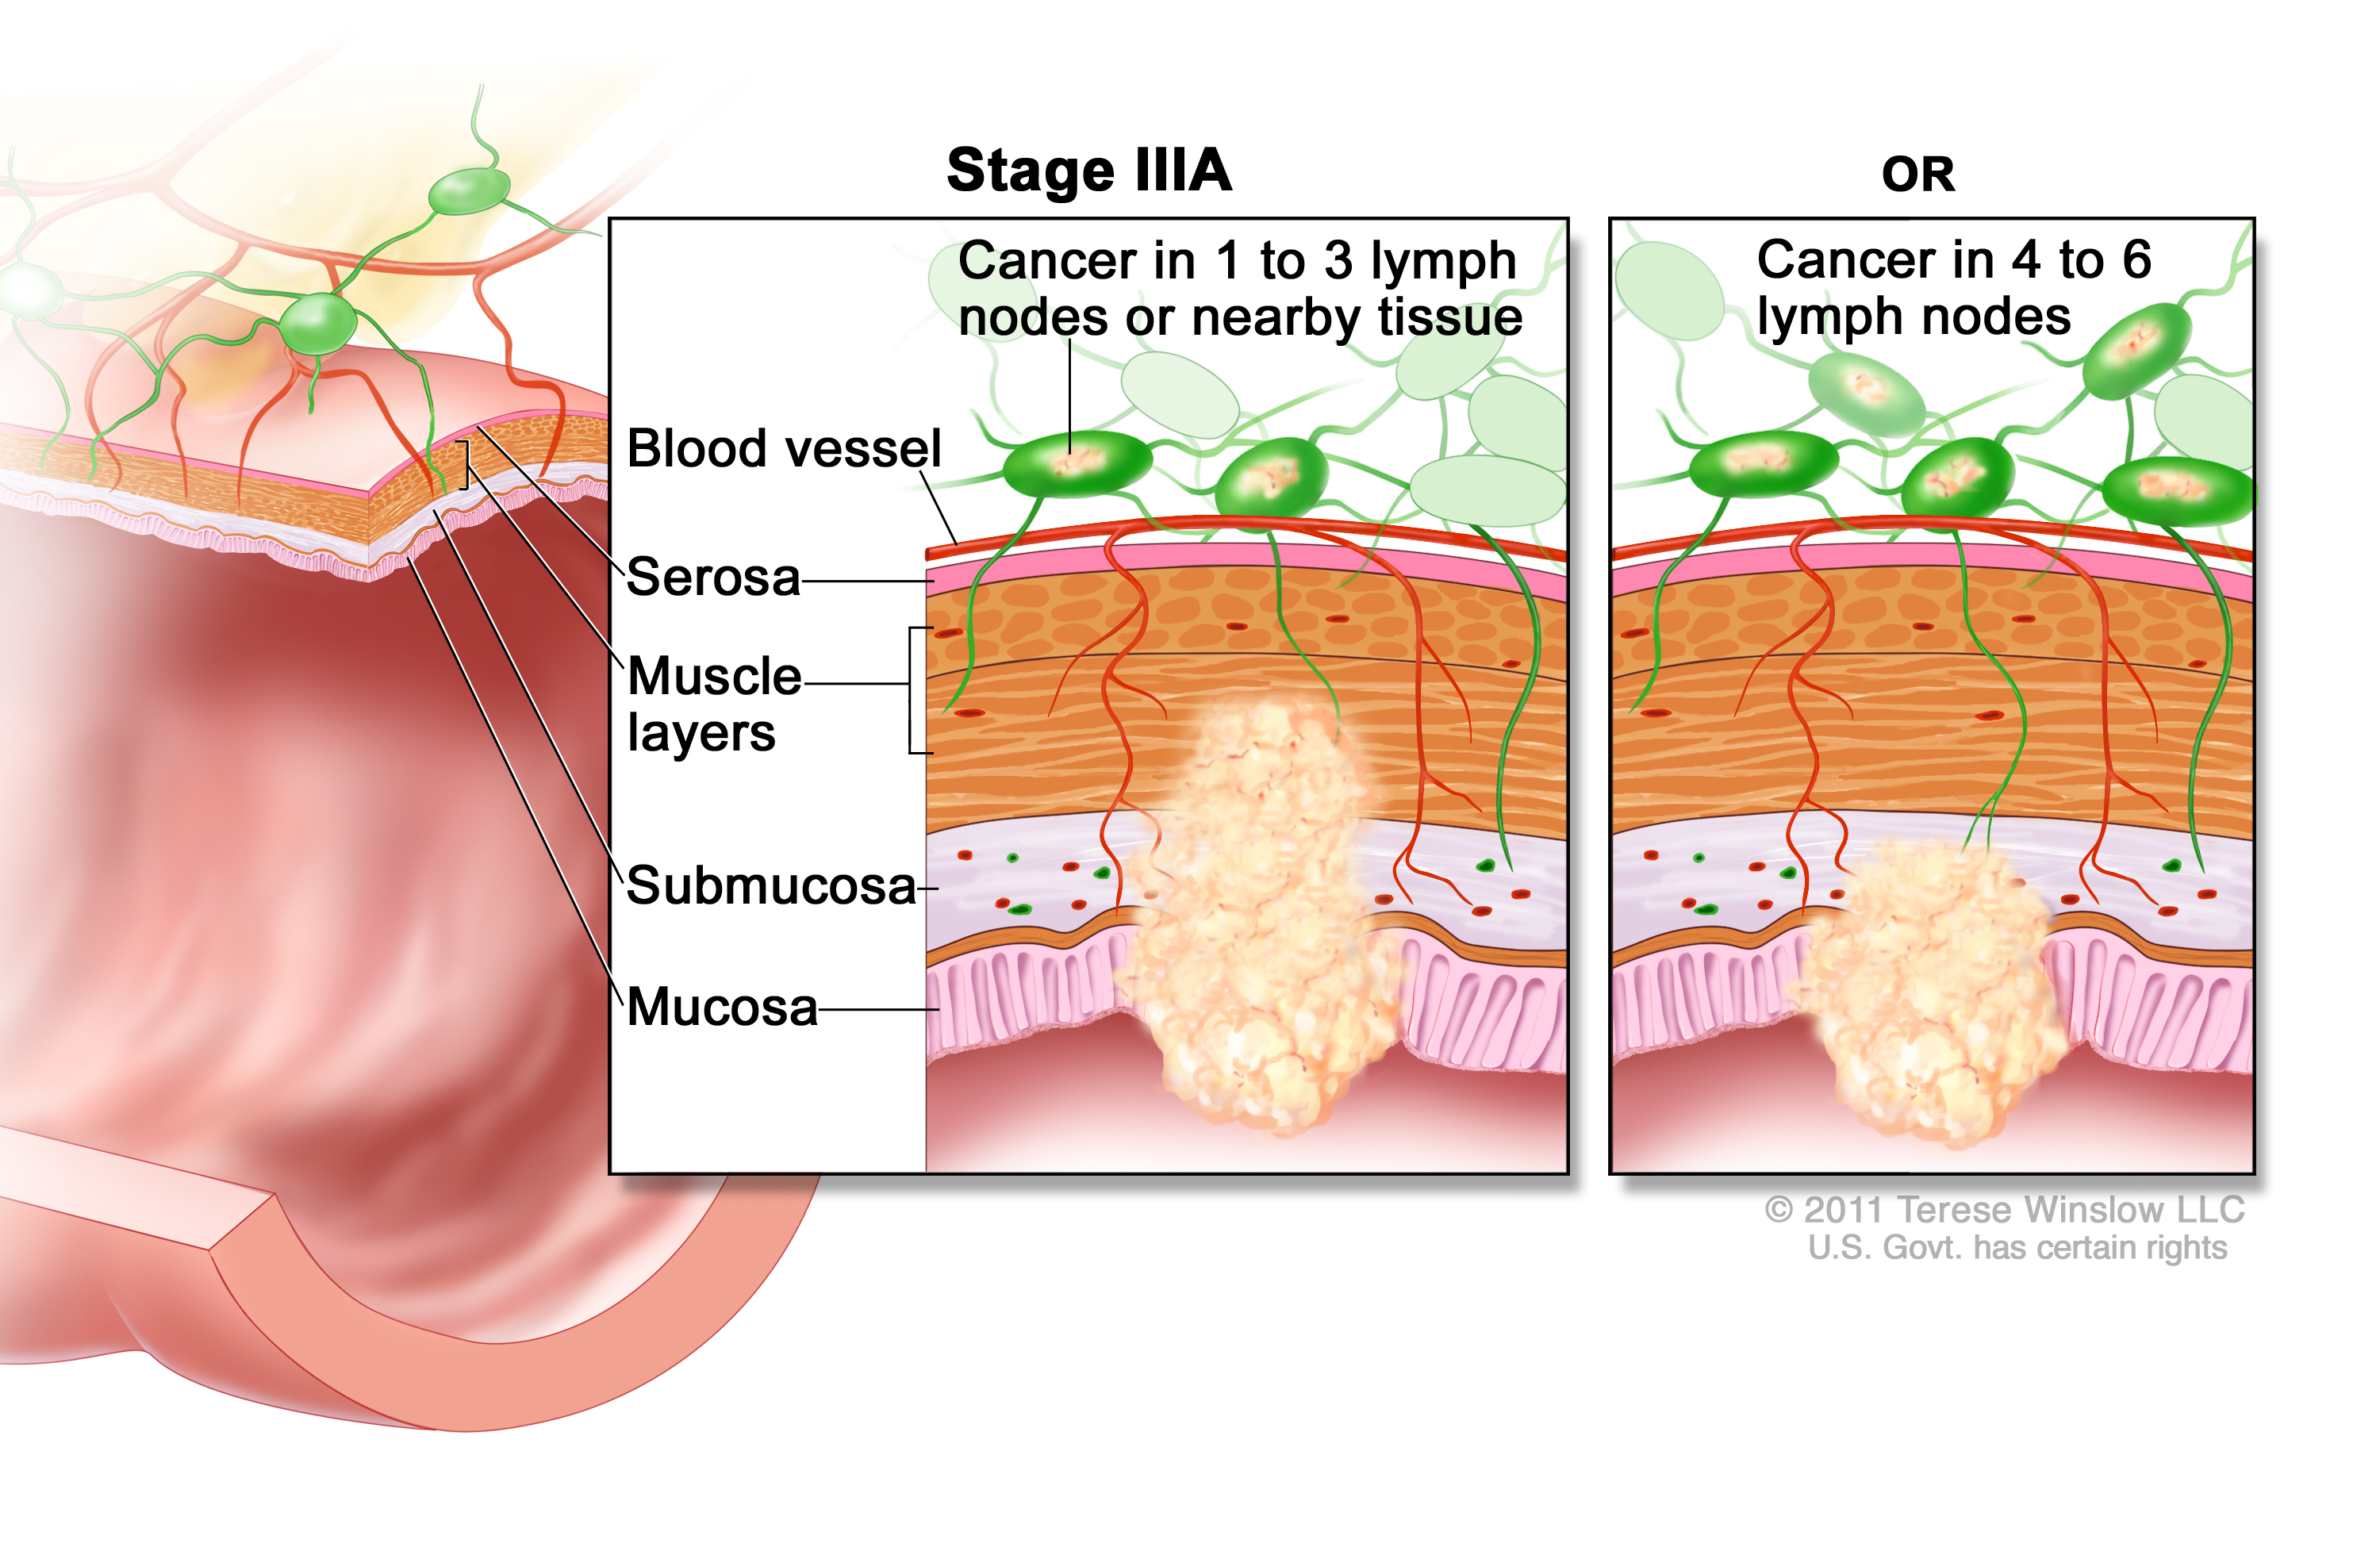 Stage IIIA
OR
Cancer in 1 to 3 lymph
nodes or nearby tissue
Cancer in 4 to 6
lymph nodes
Blood vessel
Serosa
Muscle
layers
Submucosa
Mucosa
© 2011 Terese Winslow LLC
U.S. Govt. has certain rights